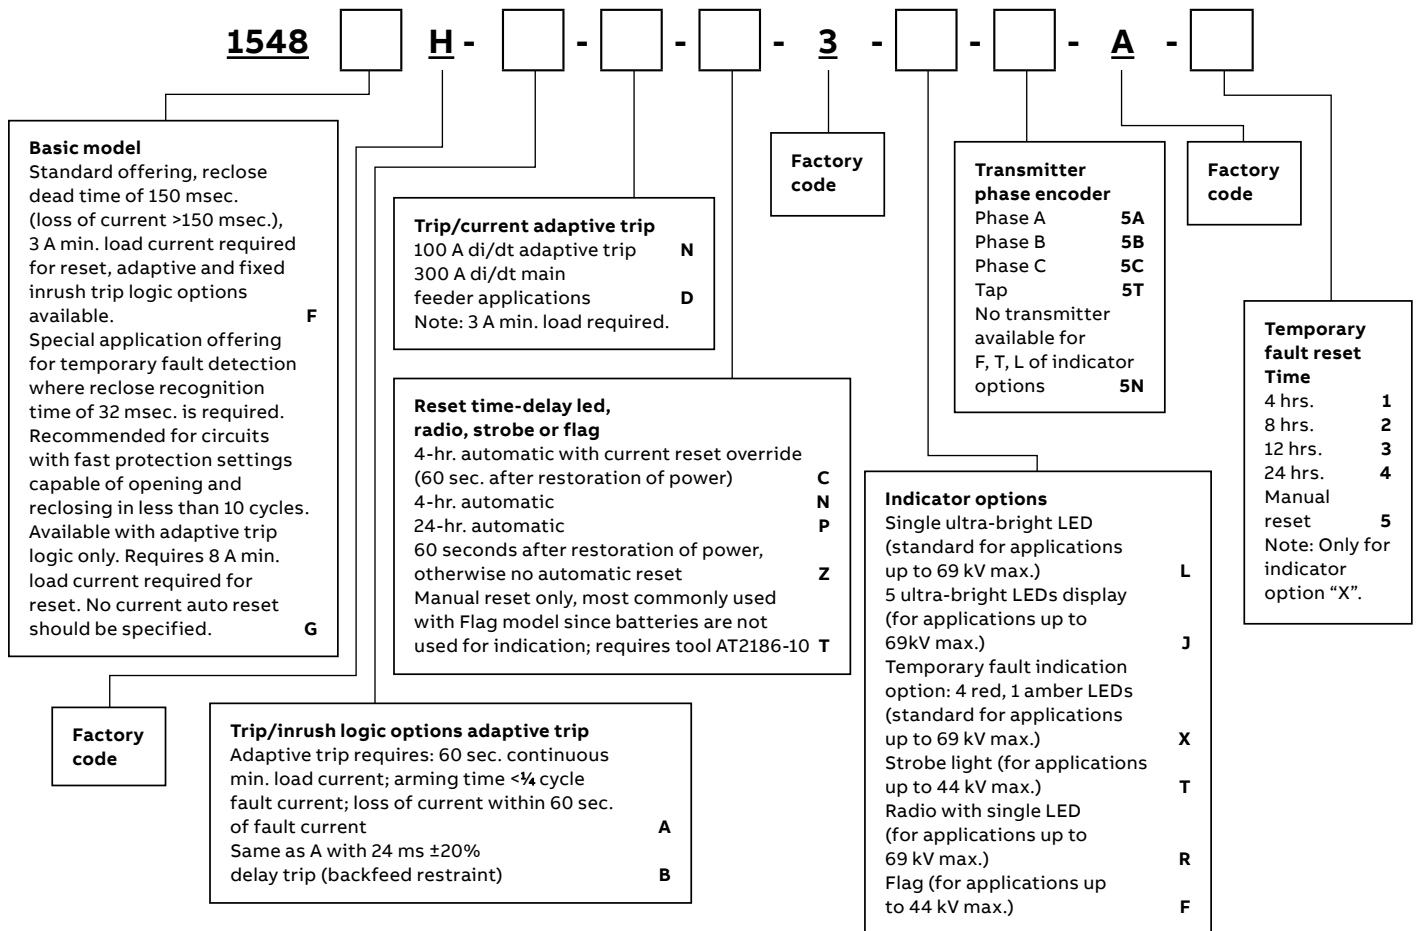 1548 H - - - - 3 - - - A -
Basic model
Standard offering, reclose
dead time of 150 msec.
(loss of current >150 msec.),
3 A min. load current required
for reset, adaptive and fixed
inrush trip logic options
available. F
Special application offering
for temporary fault detection
where reclose recognition
time of 32 msec. is required.
Recommended for circuits
with fast protection settings
capable of opening and
reclosing in less than 10 cycles.
Available with adaptive trip
logic only. Requires 8 A min.
load current required for
reset. No current auto reset
should be specified. G
Factory
code
Trip/inrush logic options adaptive trip
Adaptive trip requires: 60 sec. continuous
min. load current; arming time <¼ cycle
fault current; loss of current within 60 sec.
of fault current A
Same as A with 24 ms ±20%
delay trip (backfeed restraint) B
Trip/current adaptive trip
100 A di/dt adaptive trip N
300 A di/dt main
feeder applications D
Note: 3 A min. load required.
Reset time-delay led,
radio, strobe or flag
4-hr. automatic with current reset override
(60 sec. after restoration of power) C
4-hr. automatic N
24-hr. automatic P
60 seconds after restoration of power,
otherwise no automatic reset Z
Manual reset only, most commonly used
with Flag model since batteries are not
used for indication; requires tool AT2186-10 T
Factory
code
Indicator options
Single ultra-bright LED
(standard for applications
up to 69 kV max.) L
5 ultra-bright LEDs display
(for applications up to
69kV max.) J
Temporary fault indication
option: 4 red, 1 amber LEDs
(standard for applications
up to 69 kV max.) X
Strobe light (for applications
up to 44 kV max.) T
Radio with single LED
(for applications up to
69 kV max.) R
Flag (for applications up
to 44 kV max.) F
Transmitter
phase encoder
Phase A 5A
Phase B 5B
Phase C 5C
Tap 5T
No transmitter
available for
F, T, L of indicator
options 5N
Factory
code
Temporary
fault reset
Time
4 hrs. 1
8 hrs. 2
12 hrs. 3
24 hrs. 4
Manual
reset 5
Note: Only for
indicator
option “X”.